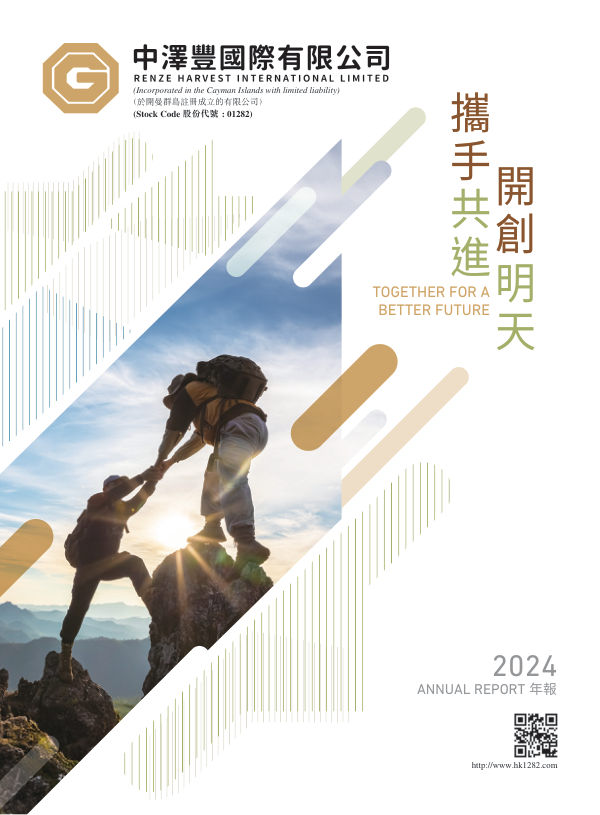 中澤豐國際有限公司
RENZE HARVEST INTERNATIONAL LIMITED
(Incorporated in the Cayman Islands with limited liability)
(於開曼群島註冊成立的有限公司)
(Stock Code 股份代號 : 01282)
攜手共進
開創明天
TOGETHER FOR A
BETTER FUTURE
2024
ANNUAL REPORT 年報
http://www.hk1282.com